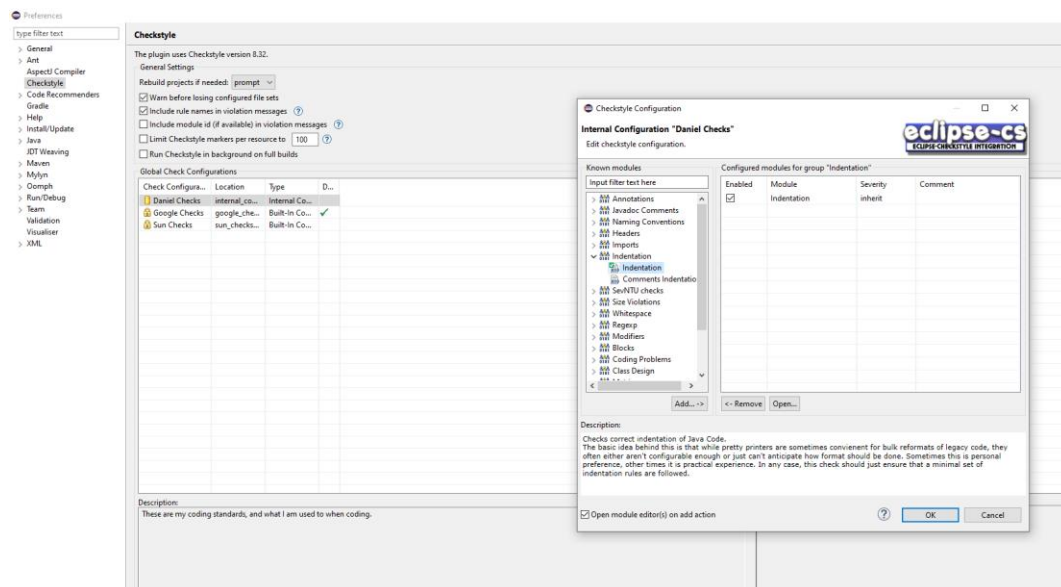 Preferences
type filter text
General
Ant
AspectJ Compiler
Checkstyle
Code Recommenders
Gradle
Help
Install/Update
Java
JDT Weaving
Maven
Mylyn
Oomph
Run/Debug
Team
Validation
Visualiser
XML
Checkstyle
The plugin uses Checkstyle version 8.32.
General Settings
Rebuild projects if needed: prompt
Warn before losing configured file sets
Include rule names in violation messages
Include module id (if available) in violation messages
Limit Checkstyle markers per resource to 100
Run Checkstyle in background on full builds
Global Check Configurations
Check Configura... Location Type D...
Daniel Checks internal_co... Internal Co...
Google Checks google_che... Built-In Co...
Sun Checks sun_checks... Built-In Co...
Description:
These are my coding standards, and what I am used to when coding.
Checkstyle Configuration
Internal Configuration "Daniel Checks"
Edit checkstyle configuration.
eclipse-cs
ECLIPSE-CHECKSTYLE INTEGRATION
Known modules
Input filter text here
Annotations
Javadoc Comments
Naming Conventions
Headers
Imports
Indentation
Indentation
Comments Indentatio
SevNTU checks
Size Violations
Whitespace
Regexp
Modifiers
Blocks
Coding Problems
Class Design
Add... ->
Configured modules for group "Indentation"
Enabled Module Severity Comment
Indentation inherit
<- Remove Open...
Description:
Checks correct indentation of Java Code.
The basic idea behind this is that while pretty printers are sometimes convienent for bulk reformats of legacy code, they
often either aren't configurable enough or just can't anticipate how format should be done. Sometimes this is personal
preference, other times it is practical experience. In any case, this check should just ensure that a minimal set of
indentation rules are followed.
Open module editor(s) on add action
OK Cancel